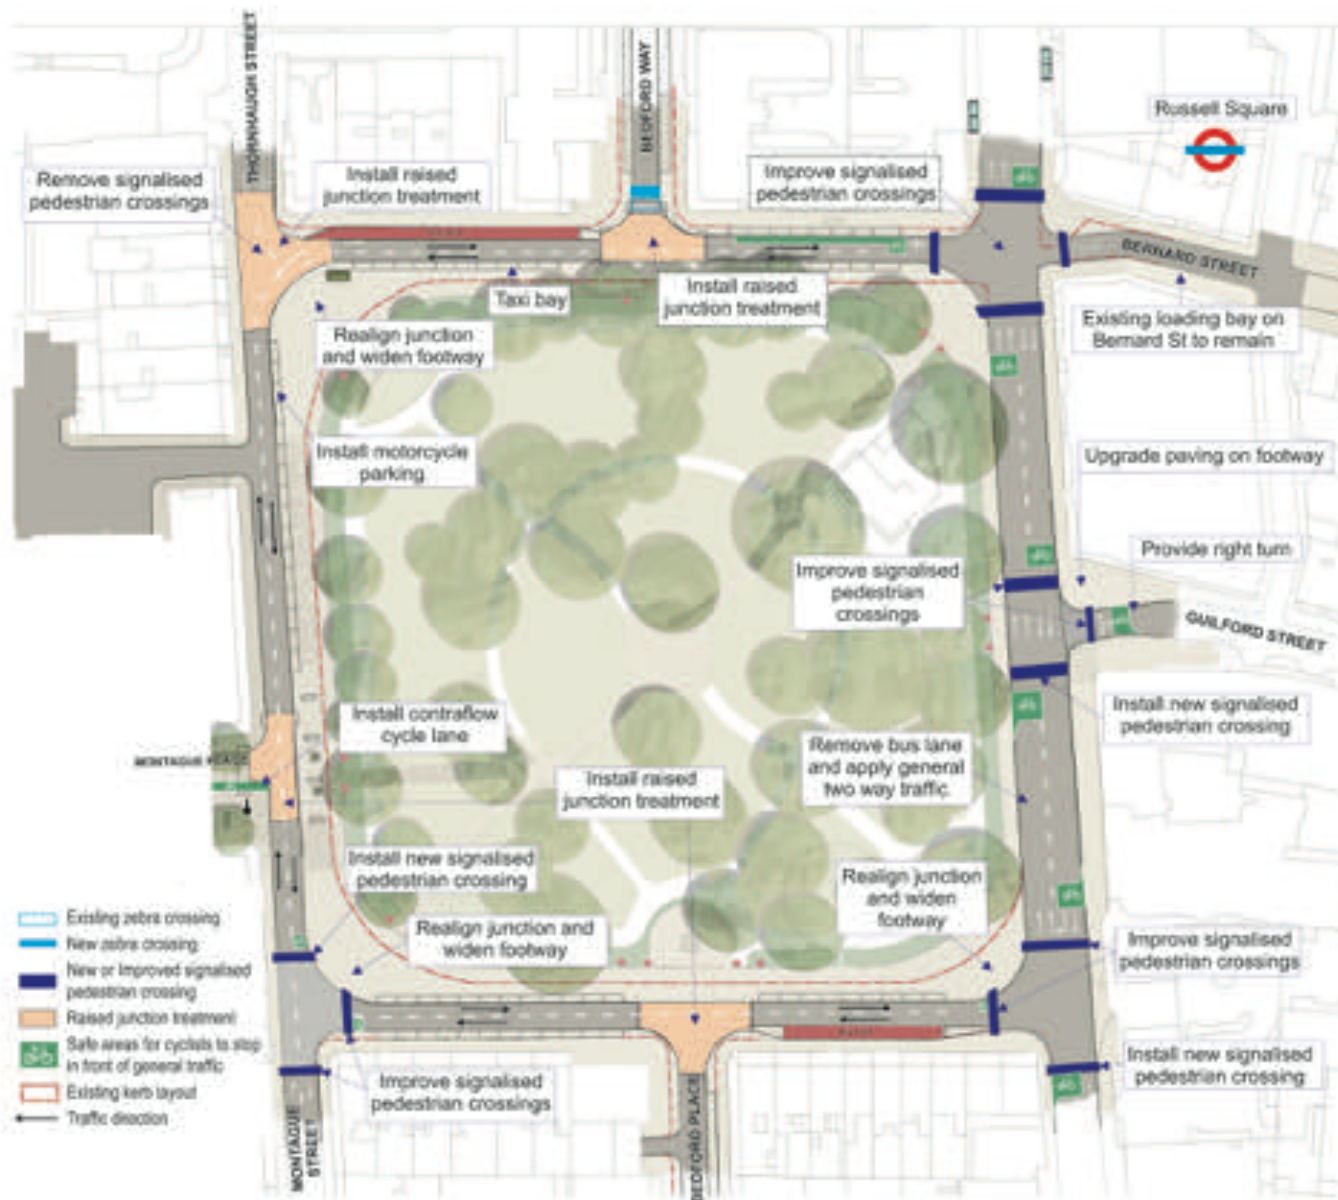 THORNHAUGH STREET
BEDFORD WAY
Russell Square
Remove signalised
pedestrian crossings
Install raised
junction treatment
Improve signalised
pedestrian crossings
BERNARD STREET
Taxi bay
Install raised
junction treatment
Existing loading bay on
Bernard St to remain
Realign junction
and widen footway
Install motorcycle
parking
Upgrade paving on footway
Provide right turn
Improve signalised
pedestrian
crossings
GUILFORD STREET
Install new signalised
pedestrian crossing
Install contraflow
cycle lane
MONTAGUE PLACE
Remove bus lane
and apply general
two way traffic
Install raised
junction treatment
Install new signalised
pedestrian crossing
Realign junction
and widen
footway
Realign junction and
widen footway
Improve signalised
pedestrian crossings
Install new signalised
pedestrian crossing
Improve signalised
pedestrian crossings
MONTAGUE
STREET
BEDFORD PLACE
Existing zebra crossing
New zebra crossing
New or Improved signalised
pedestrian crossing
Raised junction treatment
Safe areas for cyclists to stop
in front of general traffic
Existing kerb layout
Traffic direction